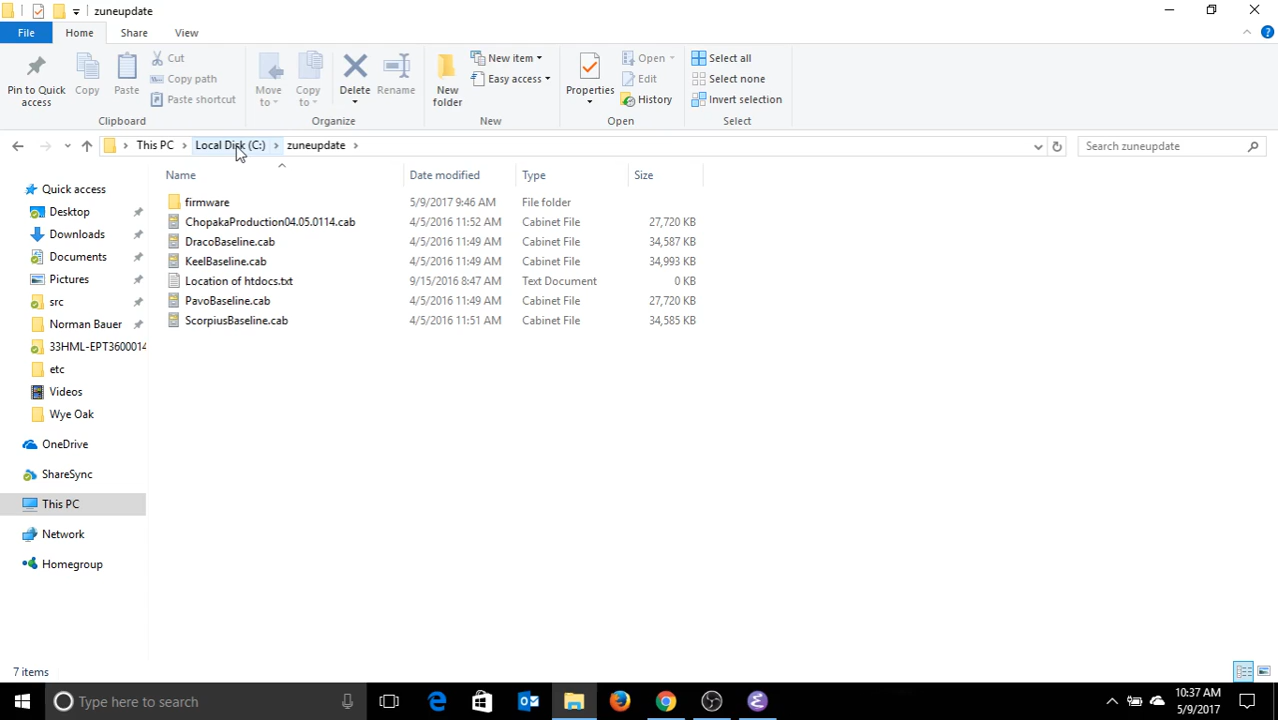 zuneupdate
File Home Share View
Pin to Quick access
Copy
Paste
Cut
Copy path
Paste shortcut
Clipboard
Move to
Copy to
Delete
Rename
Organize
New folder
New item
Easy access
New
Properties
Open
Edit
History
Open
Select all
Select none
Invert selection
Select
This PC > Local Disk (C:) > zuneupdate >
Search zuneupdate
Name Date modified Type Size
firmware 5/9/2017 9:46 AM File folder
ChopakaProduction04.05.0114.cab 4/5/2016 11:52 AM Cabinet File 27,720 KB
DracoBaseline.cab 4/5/2016 11:49 AM Cabinet File 34,587 KB
KeelBaseline.cab 4/5/2016 11:49 AM Cabinet File 34,993 KB
Location of htdocs.txt 9/15/2016 8:47 AM Text Document 0 KB
PavoBaseline.cab 4/5/2016 11:49 AM Cabinet File 27,720 KB
ScorpiusBaseline.cab 4/5/2016 11:51 AM Cabinet File 34,585 KB
Quick access
Desktop
Downloads
Documents
Pictures
src
Norman Bauer
33HML-EPT3600014
etc
Videos
Wye Oak
OneDrive
ShareSync
This PC
Network
Homegroup
7 items
Type here to search
10:37 AM
5/9/2017